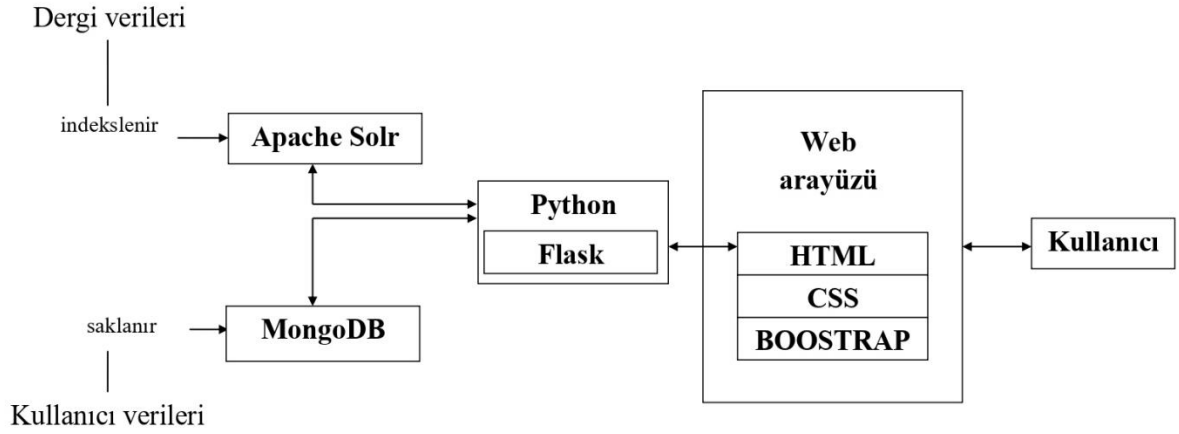 Dergi verileri
indekslenir
Apache Solr
Web
arayüzü
Python
Flask
HTML
CSS
BOOSTRAP
Kullanıcı
saklanır
MongoDB
Kullanıcı verileri